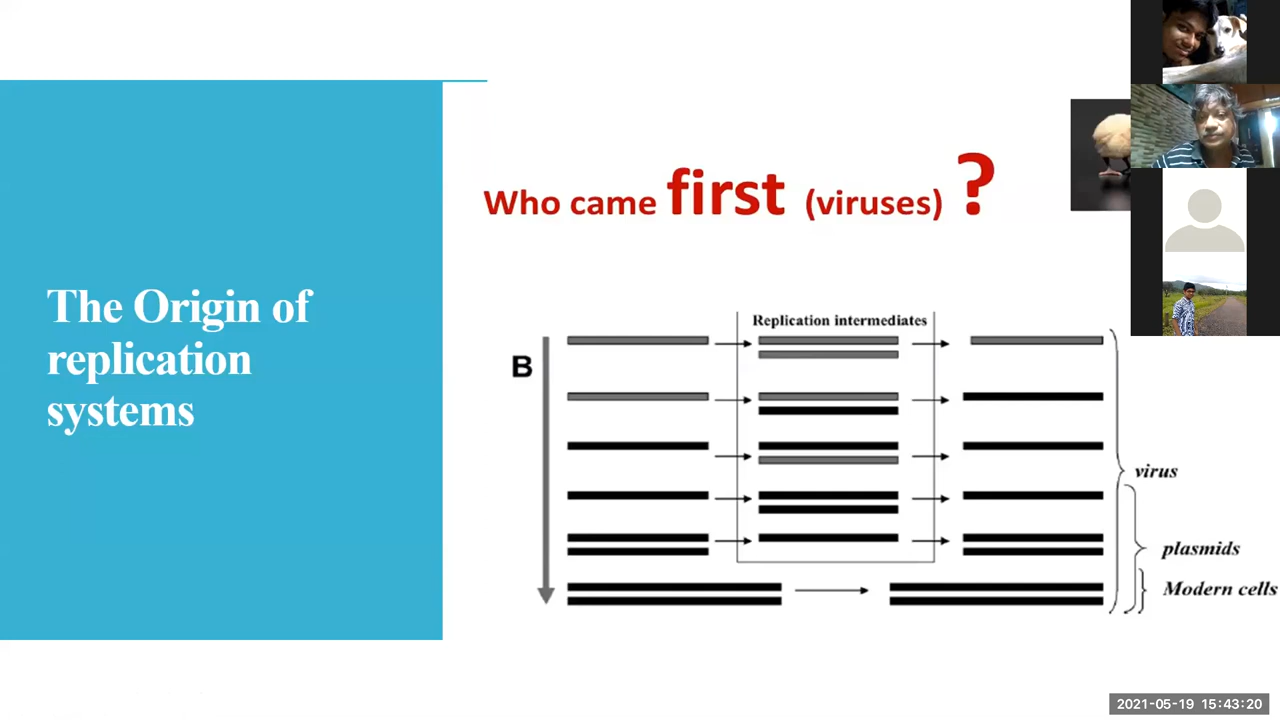 The Origin of
replication
systems
Who came first (viruses) ?
Replication intermediates
B
virus
plasmids
Modern cells
2021-05-19 15:43:20